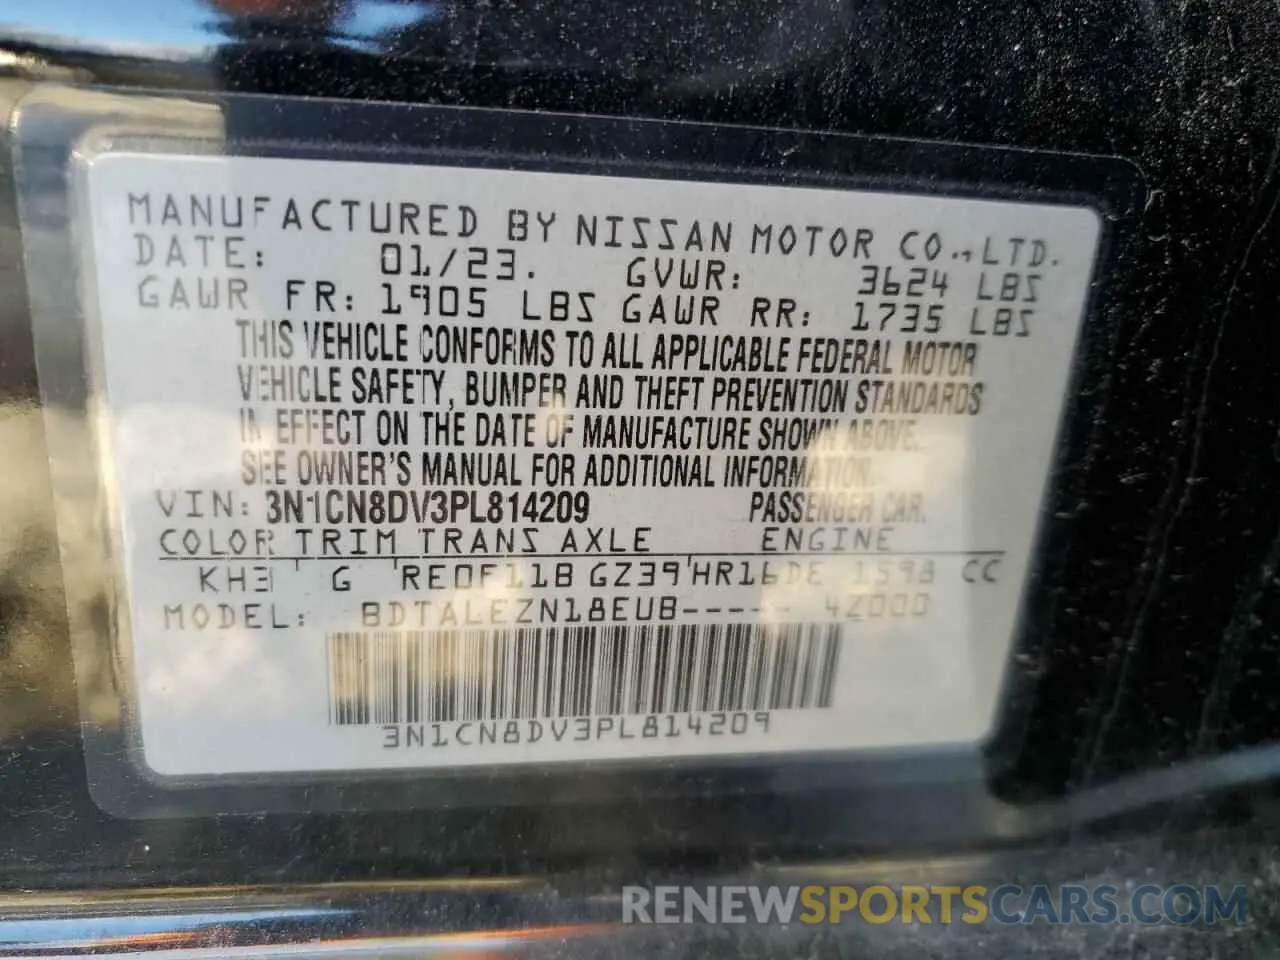 MANUFACTURED BY NISSAN MOTOR CO., LTD.
DATE: 01/23. GVWR: 3624 LBS
GAWR FR: 1905 LBS GAWR RR: 1735 LBS
THIS VEHICLE CONFORMS TO ALL APPLICABLE FEDERAL MOTOR
VEHICLE SAFETY, BUMPER AND THEFT PREVENTION STANDARDS
IN EFFECT ON THE DATE OF MANUFACTURE SHOWN ABOVE.
SEE OWNER'S MANUAL FOR ADDITIONAL INFORMATION.
VIN: 3N1CN8DV3PL814209 PASSENGER CAR.
COLOR TRIM TRANS AXLE ENGINE
KH3 G RE0F11B GZ39 HR16DE 1598 CC
MODEL: BDTALEZN18EUB----- 4Z000
3N1CN8DV3PL814209
RENEWSPORTSCARS.COM